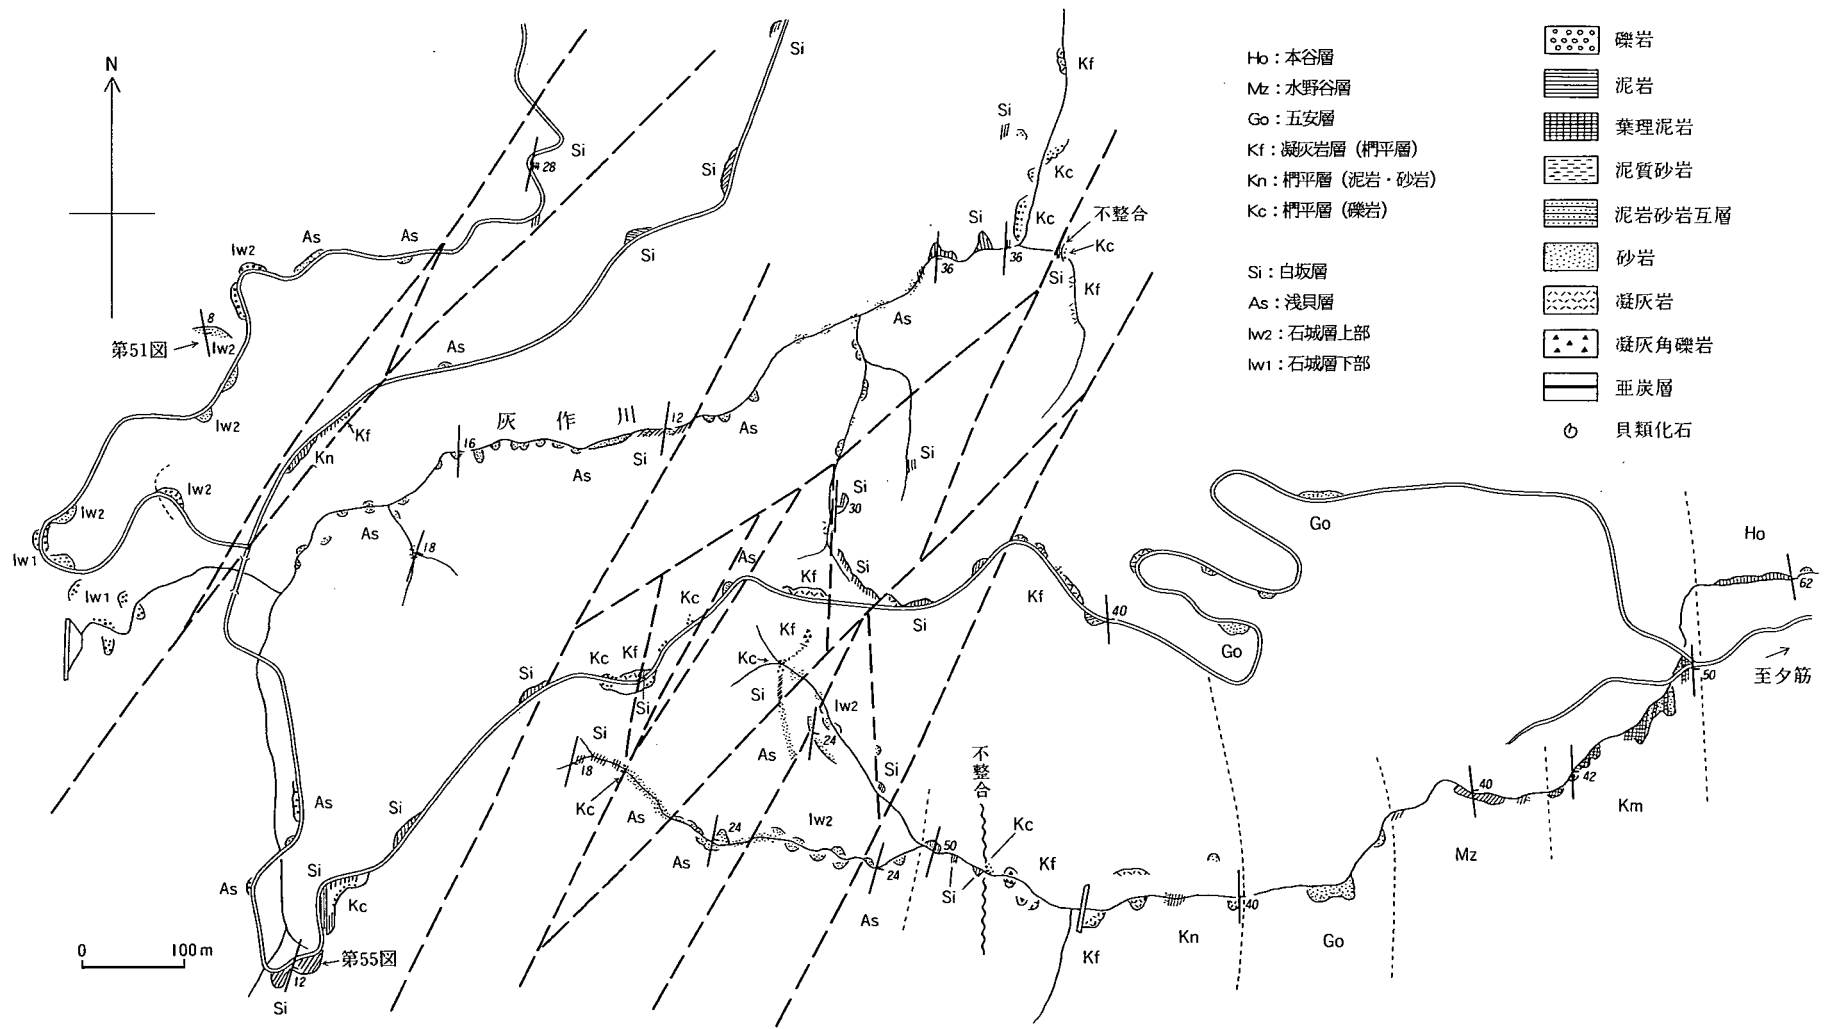 N
Ho：本谷層
Mz：水野谷層
Go：五安層
Kf：凝灰岩層（椚平層）
Kn：椚平層（泥岩・砂岩）
Kc：椚平層（礫岩）
Si：白坂層
As：浅貝層
Iw2：石城層上部
Iw1：石城層下部
礫岩
泥岩
葉理泥岩
泥質砂岩
泥岩砂岩互層
砂岩
凝灰岩
凝灰角礫岩
亜炭層
貝類化石
Si
Kf
Si
Si
28
Si
Kc
Si
Kc
不整合
Kc
As
As
Iw2
Si
36
36
Si
Kf
8
第51図
Iw2
As
As
Iw2
Kf
灰作川
12
As
16
Kn
Si
As
Si
Iw2
Iw2
Si
30
Go
Ho
As
18
Iw1
Iw1
As
Kf
Si
62
Kc
Kf
40
Si
Kf
Kc
Go
Kc
Kf
Si
50
至夕筋
Si
Si
Iw2
24
Si
As
Si
不整合
18
Kc
As
Si
As
24
Iw2
40
42
Km
Kc
Mz
As
50
Kf
24
Si
As
Si
Kc
As
40
Kn
Go
Kf
0
100m
第55図
12
Si